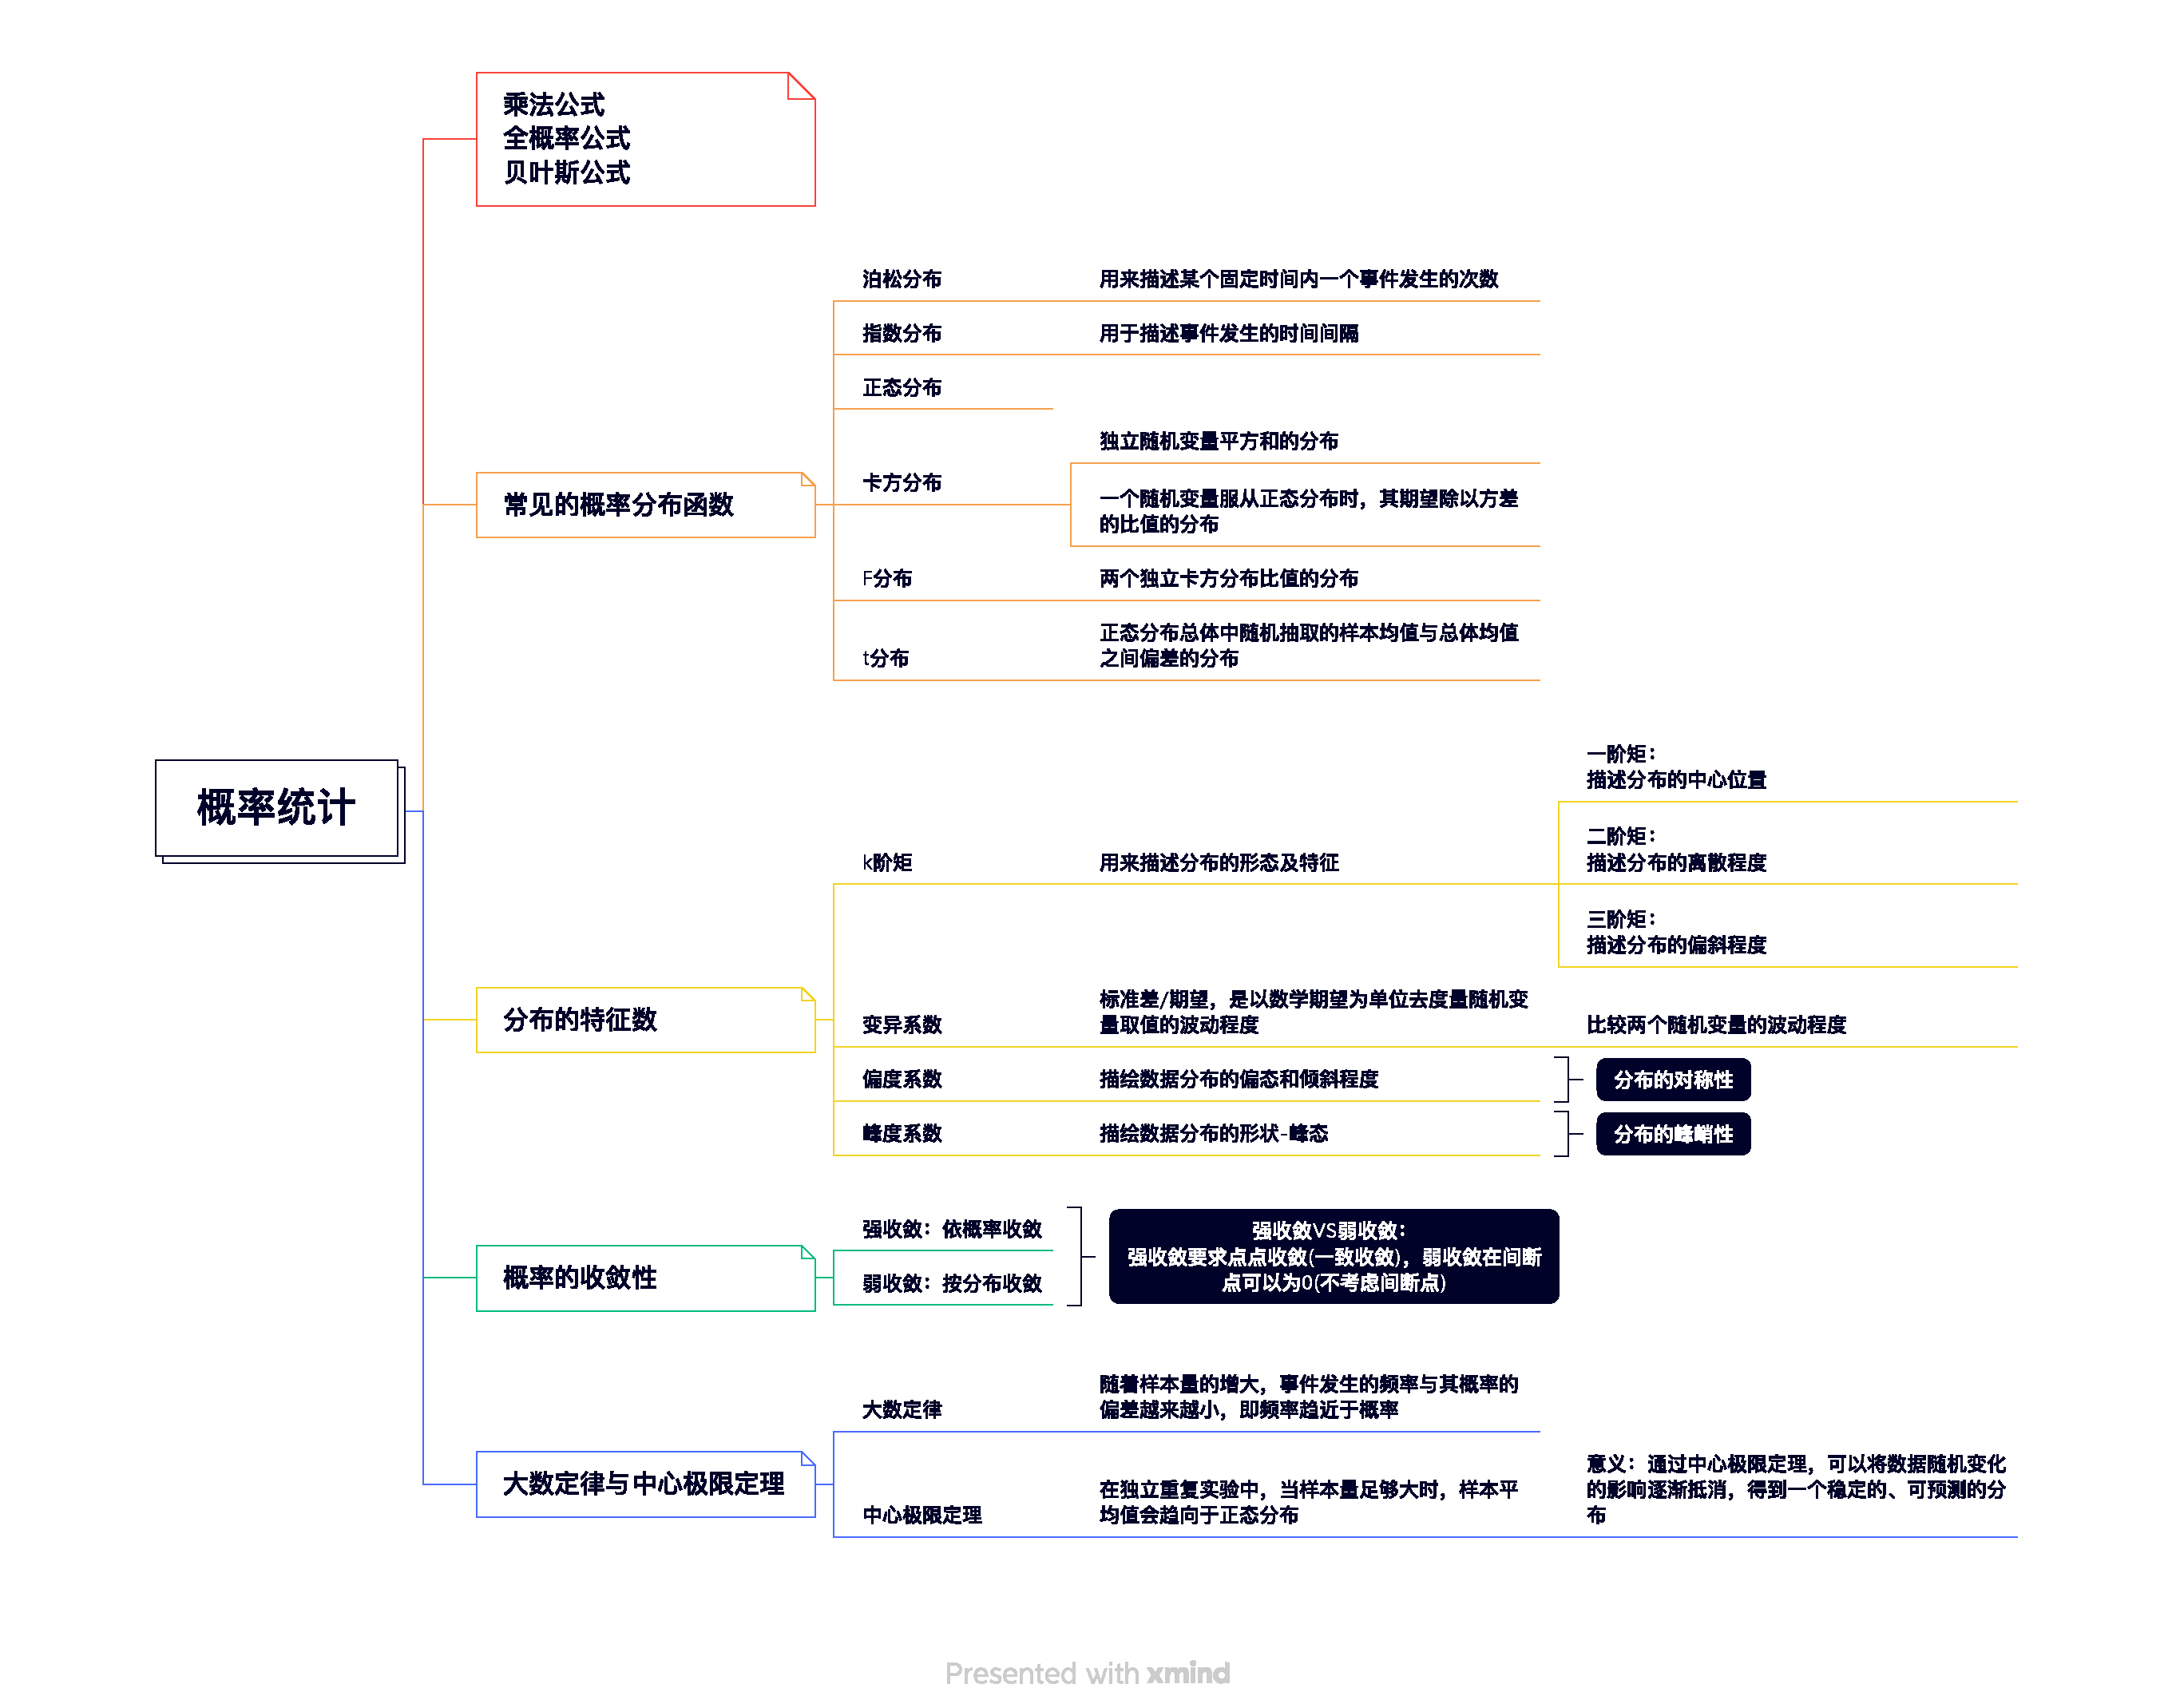 乘法公式
全概率公式
贝叶斯公式
泊松分布
用来描述某个固定时间内一个事件发生的次数
指数分布
用于描述事件发生的时间间隔
正态分布
独立随机变量平方和的分布
卡方分布
常见的概率分布函数
一个随机变量服从正态分布时，其期望除以方差
的比值的分布
F分布
两个独立卡方分布比值的分布
正态分布总体中随机抽取的样本均值与总体均值
之间偏差的分布
t分布
一阶矩：
描述分布的中心位置
概率统计
二阶矩：
描述分布的离散程度
k阶矩
用来描述分布的形态及特征
三阶矩：
描述分布的偏斜程度
分布的特征数
标准差/期望，是以数学期望为单位去度量随机变
量取值的波动程度
变异系数
比较两个随机变量的波动程度
偏度系数
描绘数据分布的偏态和倾斜程度
分布的对称性
峰度系数
描绘数据分布的形状-峰态
分布的峰峭性
概率的收敛性
强收敛：依概率收敛
弱收敛：按分布收敛
强收敛VS弱收敛：
强收敛要求点点收敛(一致收敛)，弱收敛在间断
点可以为0(不考虑间断点)
随着样本量的增大，事件发生的频率与其概率的
偏差越来越小，即频率趋近于概率
大数定律
大数定律与中心极限定理
中心极限定理
在独立重复实验中，当样本量足够大时，样本平
均值会趋向于正态分布
意义：通过中心极限定理，可以将数据随机变化
的影响逐渐抵消，得到一个稳定的、可预测的分
布
Presented with xmind